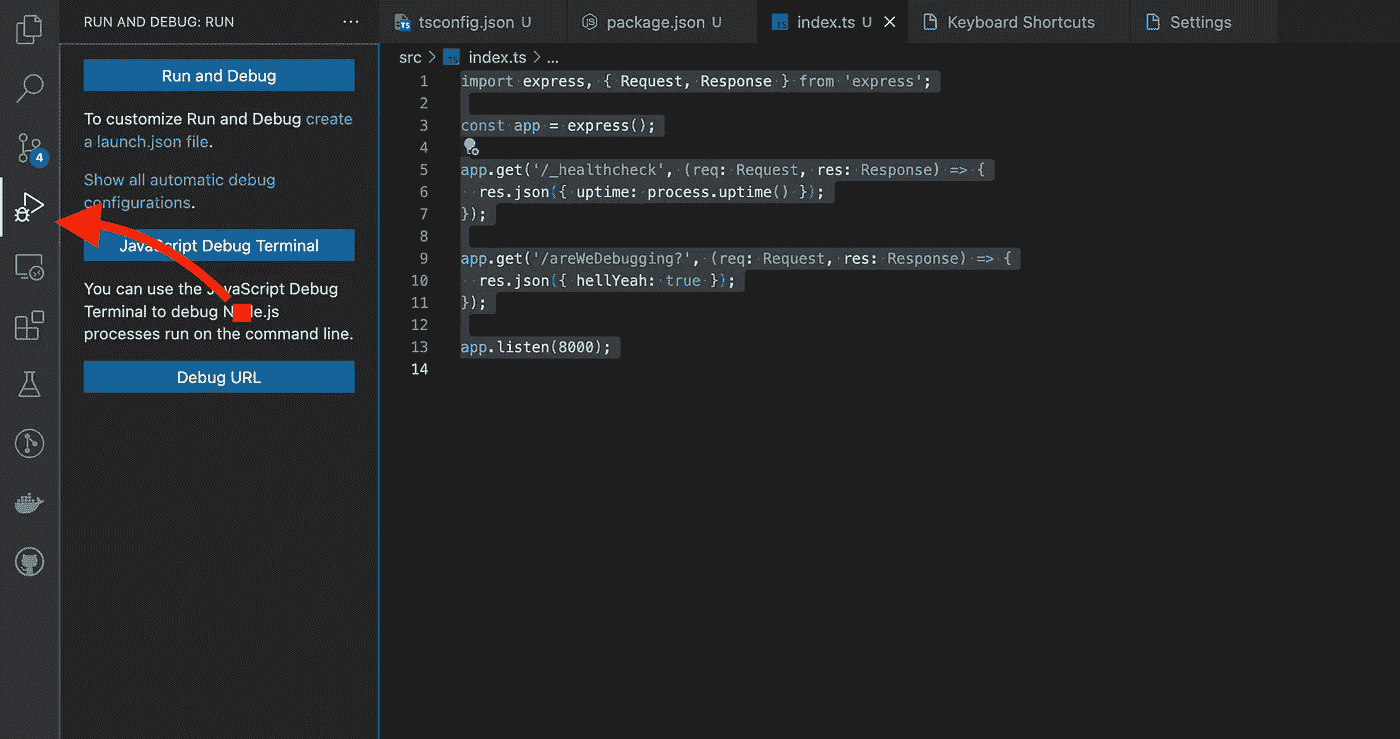 RUN AND DEBUG: RUN ...
Run and Debug
To customize Run and Debug create
a launch.json file.
Show all automatic debug
configurations.
JavaScript Debug Terminal
You can use the JavaScript Debug
Terminal to debug Node.js
processes run on the command line.
Debug URL
4
tsconfig.json U
package.json U
TS index.ts U
Keyboard Shortcuts
Settings
src > TS index.ts > ...
1 import express, { Request, Response } from 'express';
2
3 const app = express();
4
5 app.get('/_healthcheck', (req: Request, res: Response) => {
6 res.json({ uptime: process.uptime() });
7 });
8
9 app.get('/areWeDebugging?', (req: Request, res: Response) => {
10 res.json({ hellYeah: true });
11 });
12
13 app.listen(8000);
14